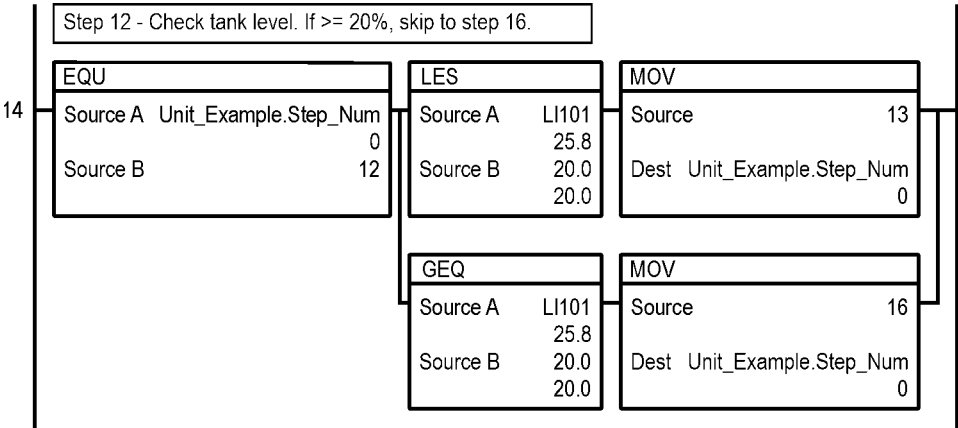 Step 12 - Check tank level. If >= 20%, skip to step 16.
EQU
LES
MOV
14
Source A Unit_Example.Step_Num
0
Source B 12
Source A LI101
25.8
Source B 20.0
20.0
Source 13
Dest Unit_Example.Step_Num
0
GEQ
MOV
Source A LI101
25.8
Source B 20.0
20.0
Source 16
Dest Unit_Example.Step_Num
0